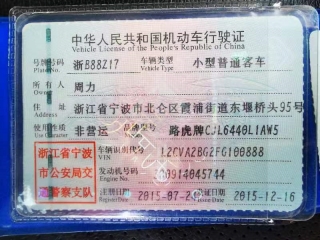 中华人民共和国机动车行驶证
Vehicle License of the People's Republic of China
号牌号码 浙B88Z17 车辆类型 小型普通客车
Plate No. Vehicle Type
所有人 周力
Owner
住址 浙江省宁波市北仑区霞浦街道东堰桥头95号
Address
使用性质 非营运 品牌型号 路虎牌CJL6440L1AW5
Use Character Model
浙江省宁波 车辆识别代号 L2CVA2BG2FG100888
市公安局交 VIN
通警察支队 发动机号码 150914045744
Engine No.
注册日期 2015-07-2 发证日期 2015-12-16
Register Date Issue Date